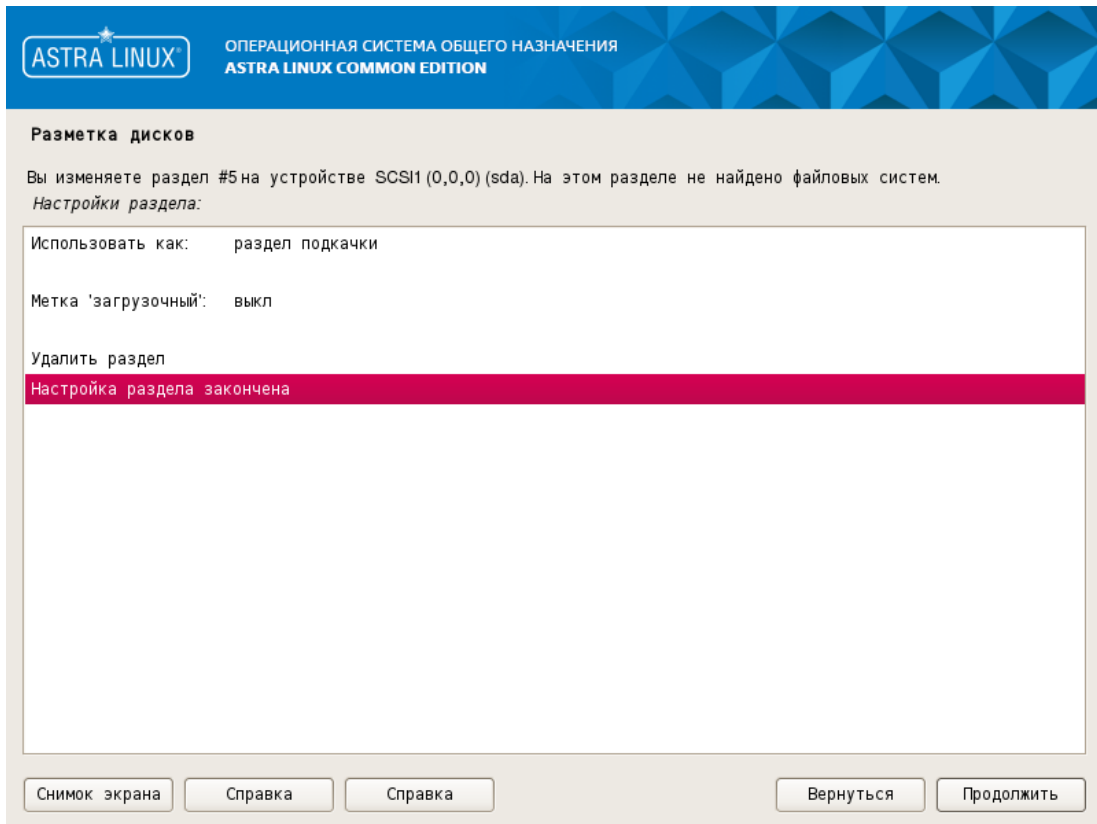 ASTRA LINUX®
ОПЕРАЦИОННАЯ СИСТЕМА ОБЩЕГО НАЗНАЧЕНИЯ
ASTRA LINUX COMMON EDITION
Разметка дисков
Вы изменяете раздел #5 на устройстве SCSI1 (0,0,0) (sda). На этом разделе не найдено файловых систем.
Настройки раздела:
Использовать как: раздел подкачки
Метка 'загрузочный': выкл
Удалить раздел
Настройка раздела закончена
Снимок экрана Справка Справка Вернуться Продолжить